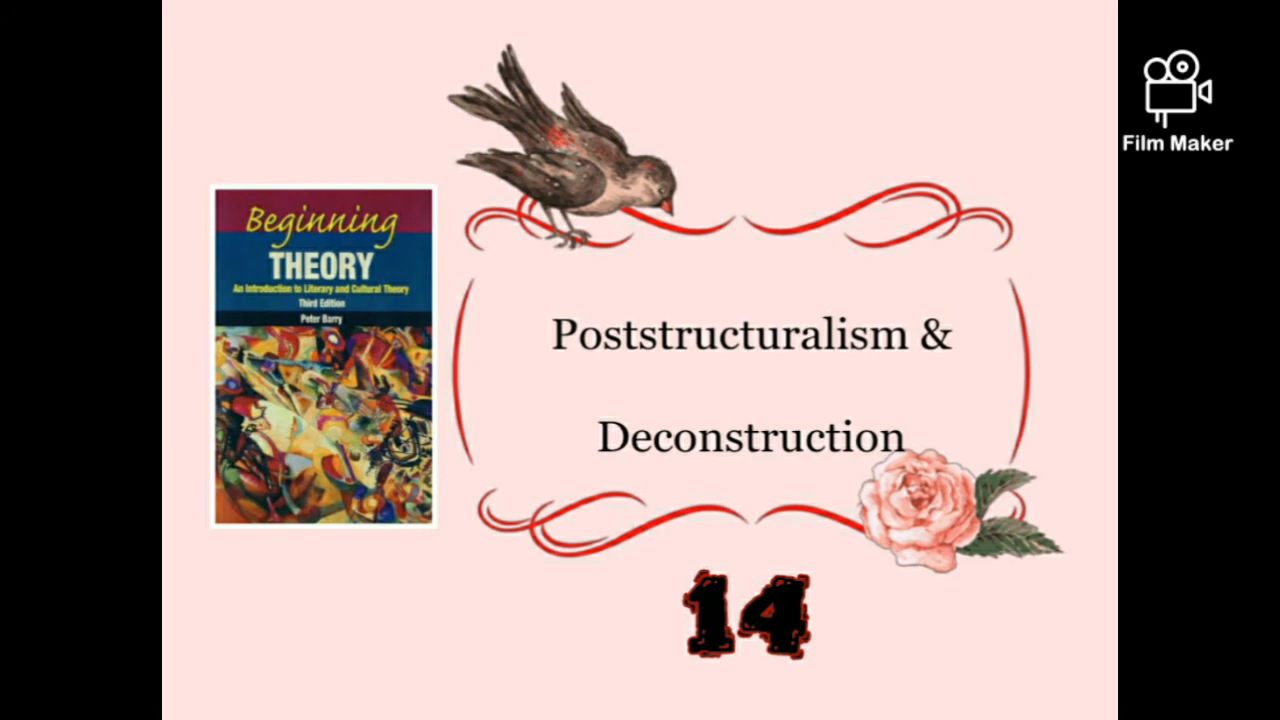 Film Maker
Beginning
THEORY
An Introduction to Literary and Cultural Theory
Third Edition
Peter Barry
Poststructuralism &
Deconstruction
14